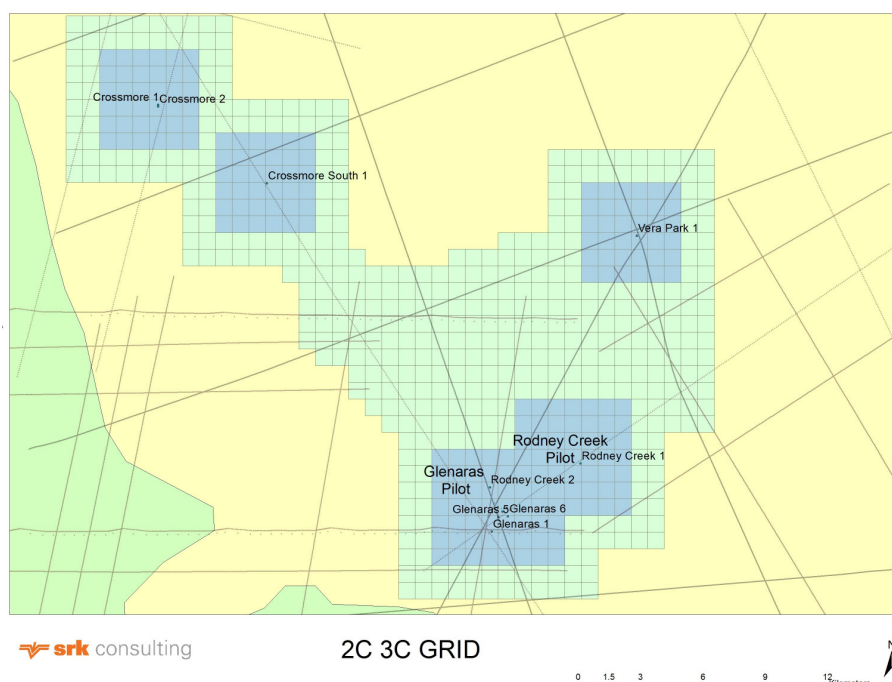 Crossmore 1
Crossmore 2
Crossmore South 1
Vera Park 1
Rodney Creek
Pilot
Rodney Creek 1
Glenaras
Pilot
Rodney Creek 2
Glenaras 5
Glenaras 6
Glenaras 1
srk consulting
2C 3C GRID
N
0 1.5 3 6 9 12
Kilometers